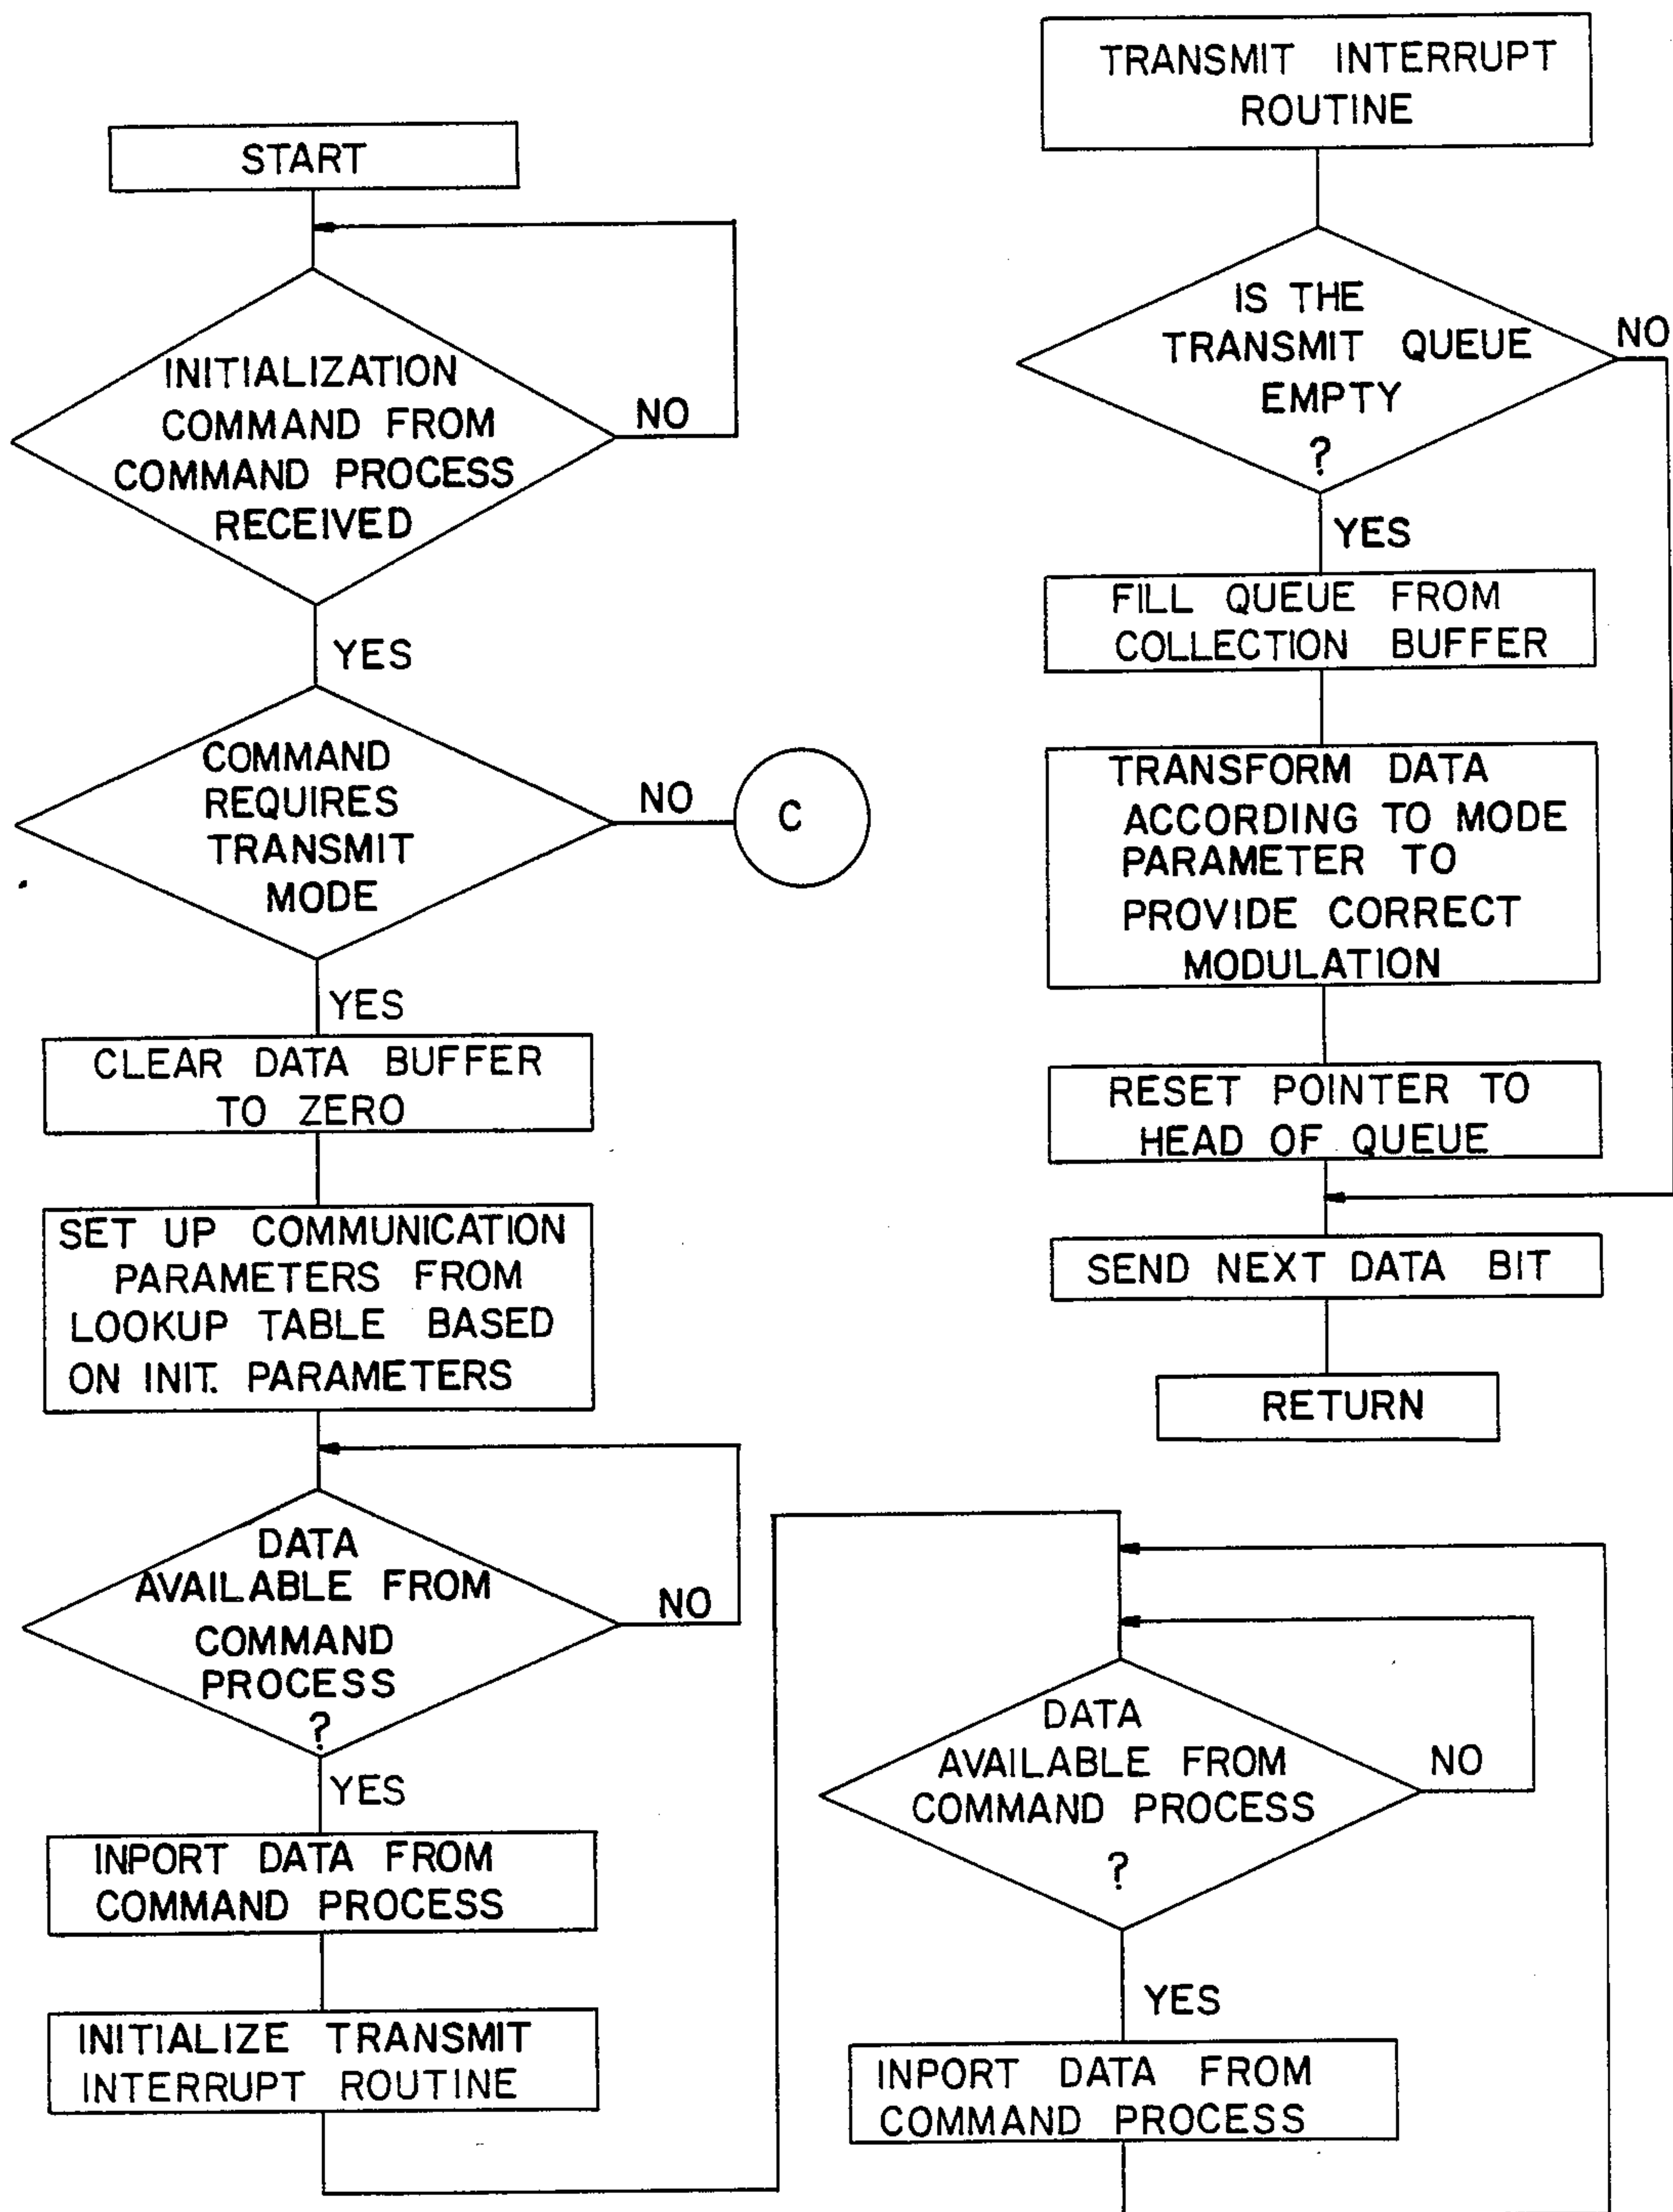 START
INITIALIZATION
COMMAND FROM
COMMAND PROCESS
RECEIVED
NO
YES
COMMAND
REQUIRES
TRANSMIT
MODE
NO
C
YES
CLEAR DATA BUFFER
TO ZERO
SET UP COMMUNICATION
PARAMETERS FROM
LOOKUP TABLE BASED
ON INIT. PARAMETERS
DATA
AVAILABLE FROM
COMMAND
PROCESS
?
NO
YES
INPORT DATA FROM
COMMAND PROCESS
INITIALIZE TRANSMIT
INTERRUPT ROUTINE
TRANSMIT INTERRUPT
ROUTINE
IS THE
TRANSMIT QUEUE
EMPTY
?
NO
YES
FILL QUEUE FROM
COLLECTION BUFFER
TRANSFORM DATA
ACCORDING TO MODE
PARAMETER TO
PROVIDE CORRECT
MODULATION
RESET POINTER TO
HEAD OF QUEUE
SEND NEXT DATA BIT
RETURN
DATA
AVAILABLE FROM
COMMAND PROCESS
?
NO
YES
INPORT DATA FROM
COMMAND PROCESS